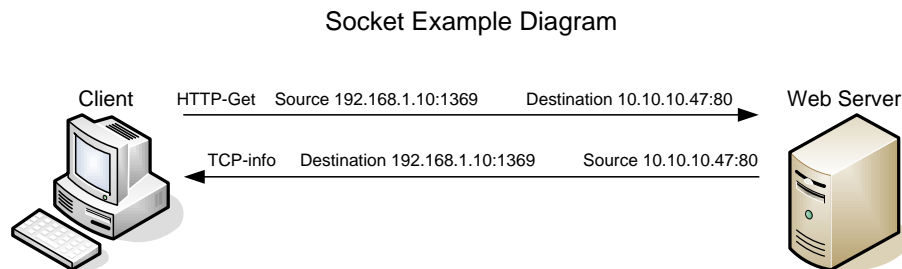 Socket Example Diagram
Client
HTTP-Get Source 192.168.1.10:1369 Destination 10.10.10.47:80
Web Server
TCP-info Destination 192.168.1.10:1369 Source 10.10.10.47:80